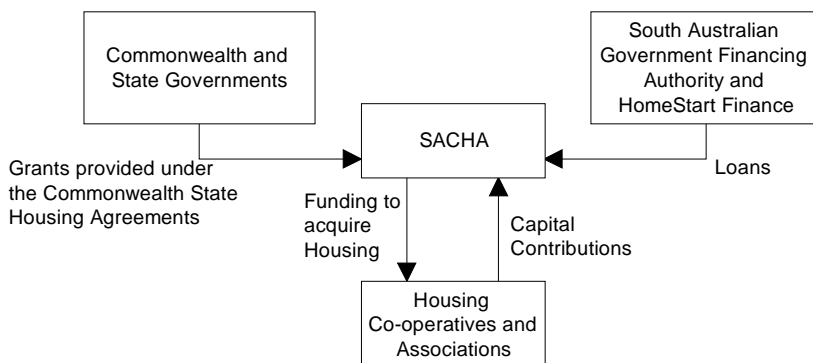 Commonwealth and
State Governments
South Australian
Government Financing
Authority and
HomeStart Finance
SACHA
Grants provided under
the Commonwealth State
Housing Agreements
Loans
Funding to
acquire
Housing
Capital
Contributions
Housing
Co-operatives and
Associations